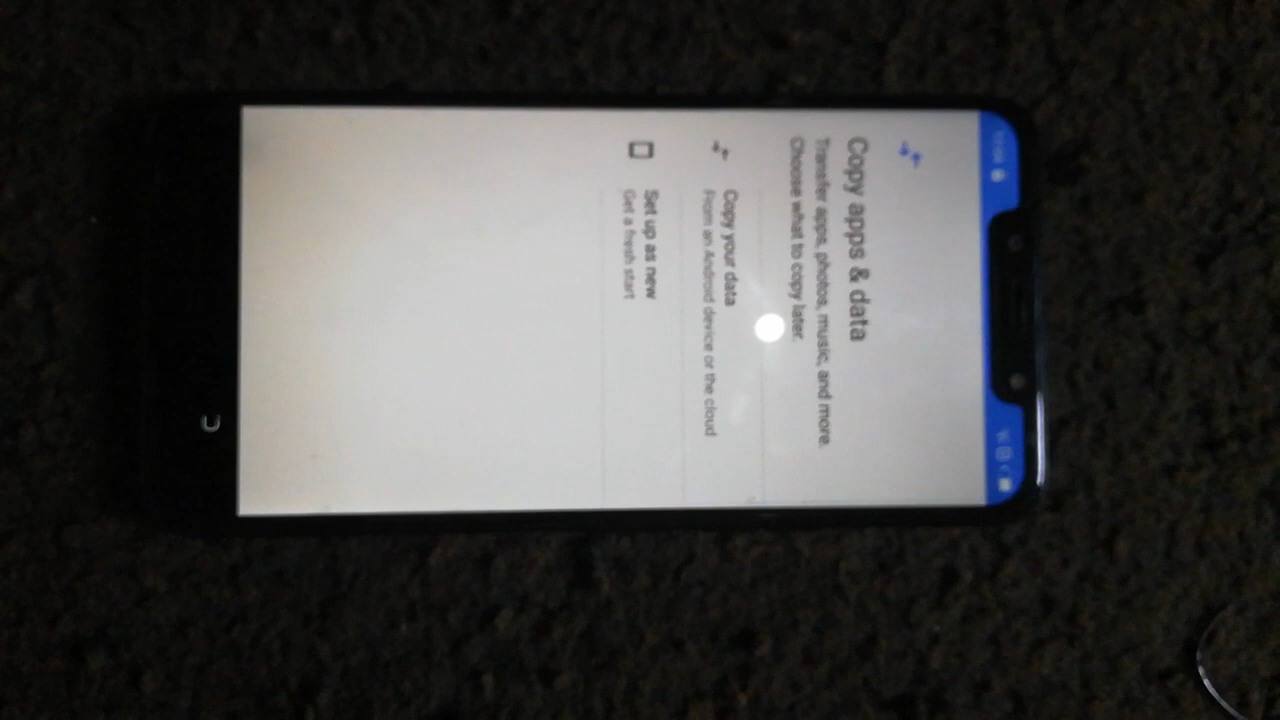 Copy apps & data
Transfer apps, photos, music, and more.
Choose what to copy later.
Copy your data
From an Android device or the cloud
Set up as new
Get a fresh start